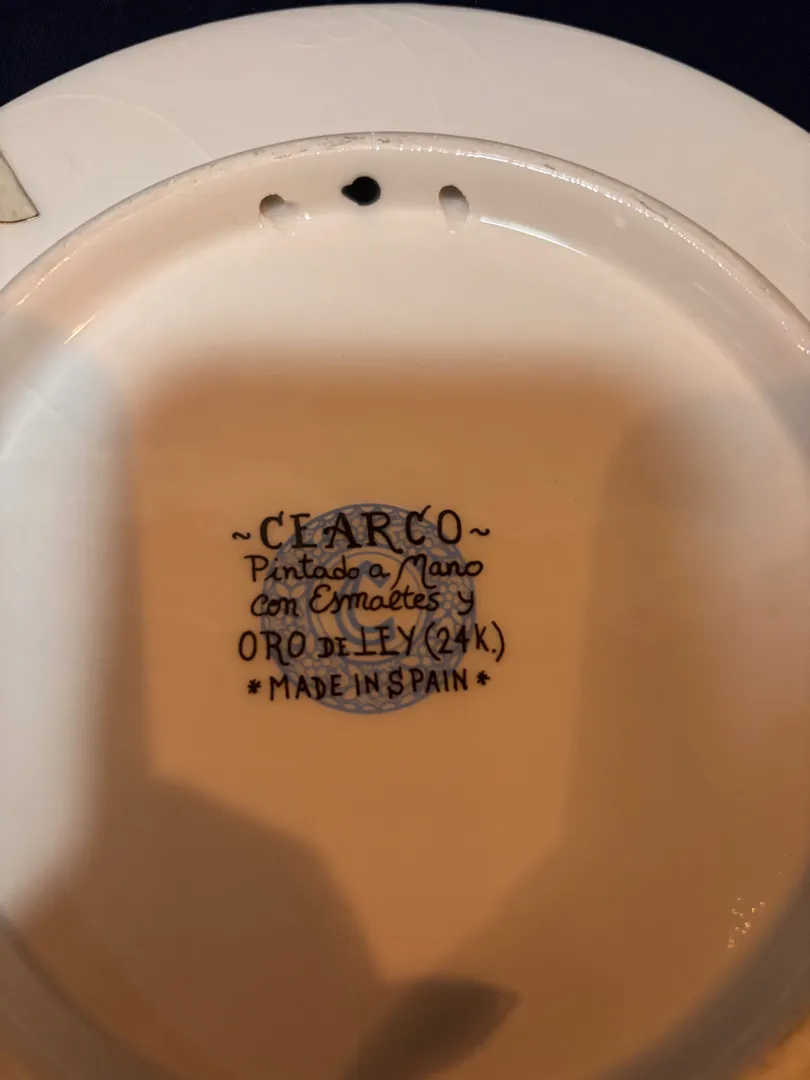 ~CEARCO~
Pintado a Mano
con Esmaltes y
ORO DE LEY (24K.)
*MADE IN SPAIN*
C